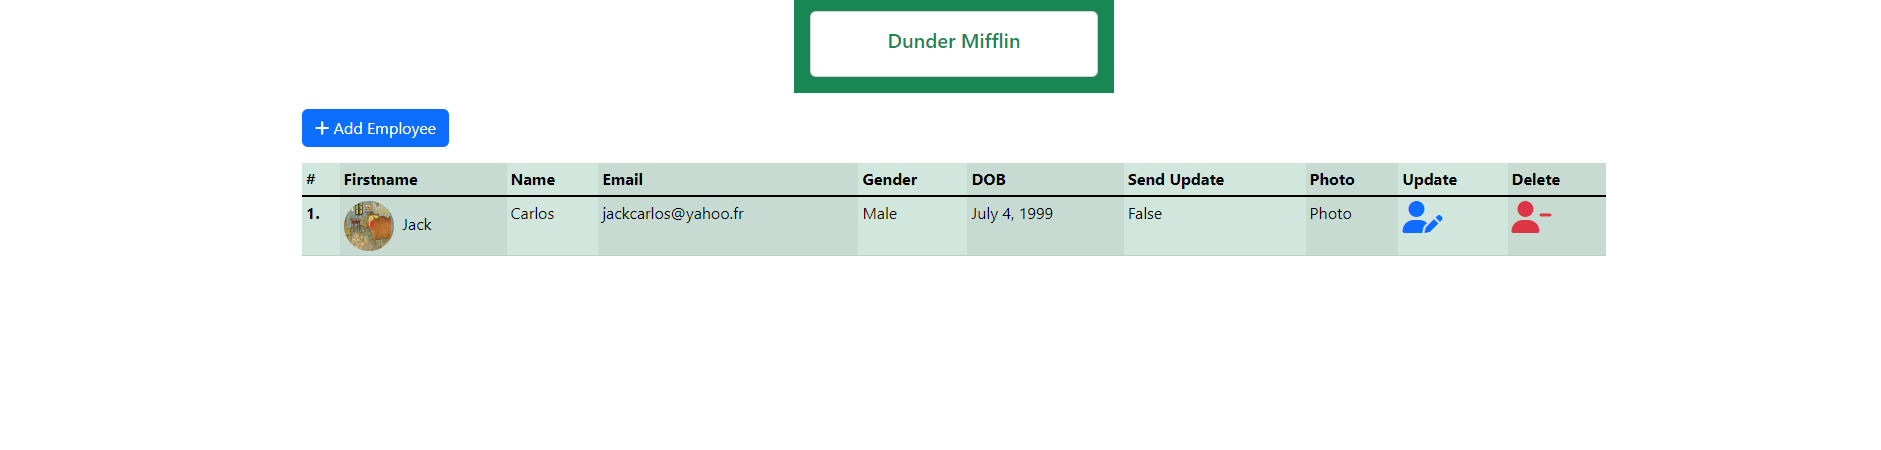 Dunder Mifflin
Add Employee
# Firstname Name Email Gender DOB Send Update Photo Update Delete
1. Jack Carlos jackcarlos@yahoo.fr Male July 4, 1999 False Photo